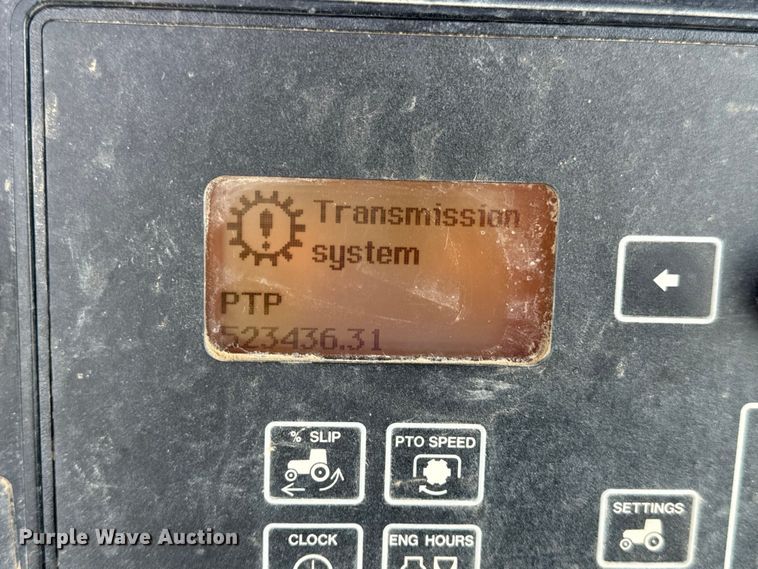 Transmission
system
PTP
523436.31
% SLIP
PTO SPEED
SETTINGS
CLOCK
ENG HOURS
Purple Wave Auction